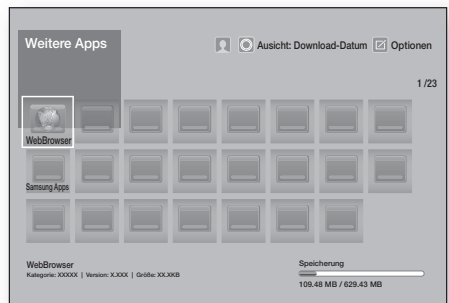 Weitere Apps
Ausicht: Download-Datum Optionen
1 /23
WebBrowser
Samsung Apps
WebBrowser
Kategorie: XXXXX | Version: X.XXX | Größe: XX.XXKB
Speicherung
109.48 MB / 629.43 MB